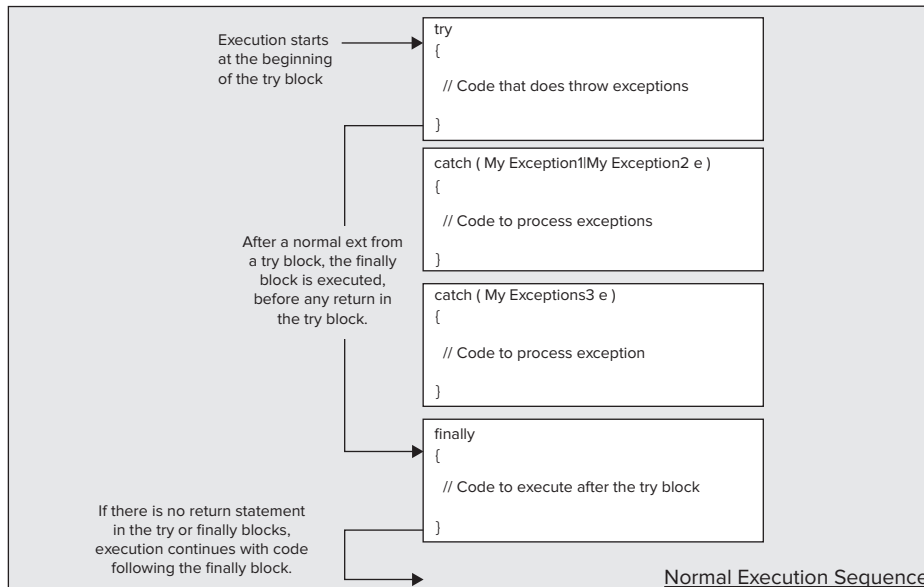 Execution starts
at the beginning
of the try block
try
{
// Code that does throw exceptions
}
catch ( My Exception1|My Exception2 e )
{
// Code to process exceptions
}
After a normal ext from
a try block, the finally
block is executed,
before any return in
the try block.
catch ( My Exceptions3 e )
{
// Code to process exception
}
finally
{
// Code to execute after the try block
}
If there is no return statement
in the try or finally blocks,
execution continues with code
following the finally block.
Normal Execution Sequence